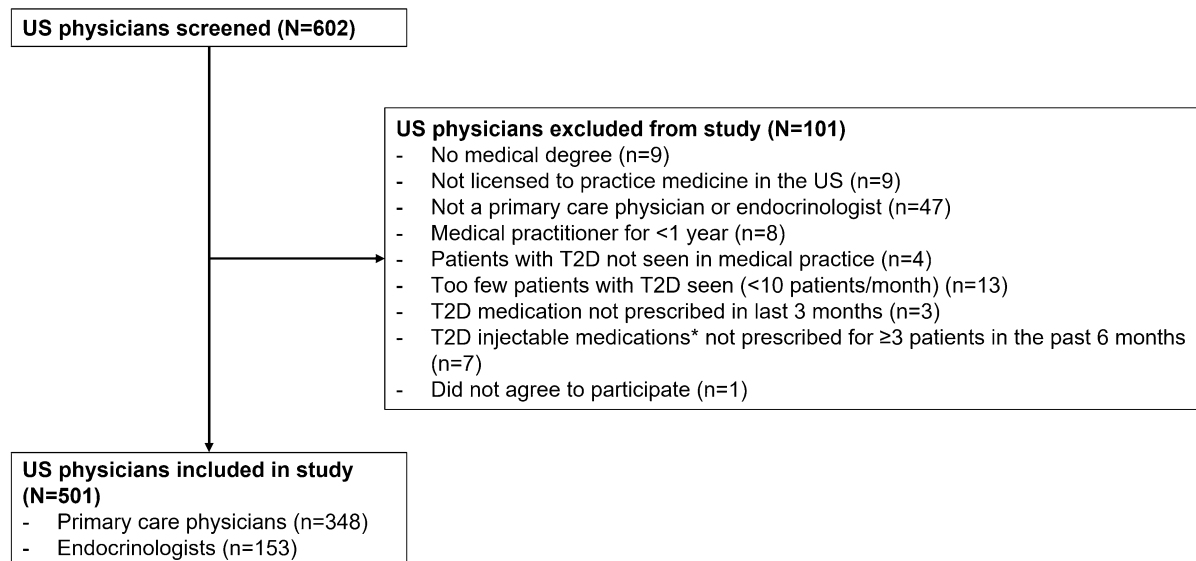 US physicians screened (N=602)
US physicians excluded from study (N=101)
- No medical degree (n=9)
- Not licensed to practice medicine in the US (n=9)
- Not a primary care physician or endocrinologist (n=47)
- Medical practitioner for <1 year (n=8)
- Patients with T2D not seen in medical practice (n=4)
- Too few patients with T2D seen (<10 patients/month) (n=13)
- T2D medication not prescribed in last 3 months (n=3)
- T2D injectable medications* not prescribed for ≥3 patients in the past 6 months
(n=7)
- Did not agree to participate (n=1)
US physicians included in study
(N=501)
- Primary care physicians (n=348)
- Endocrinologists (n=153)